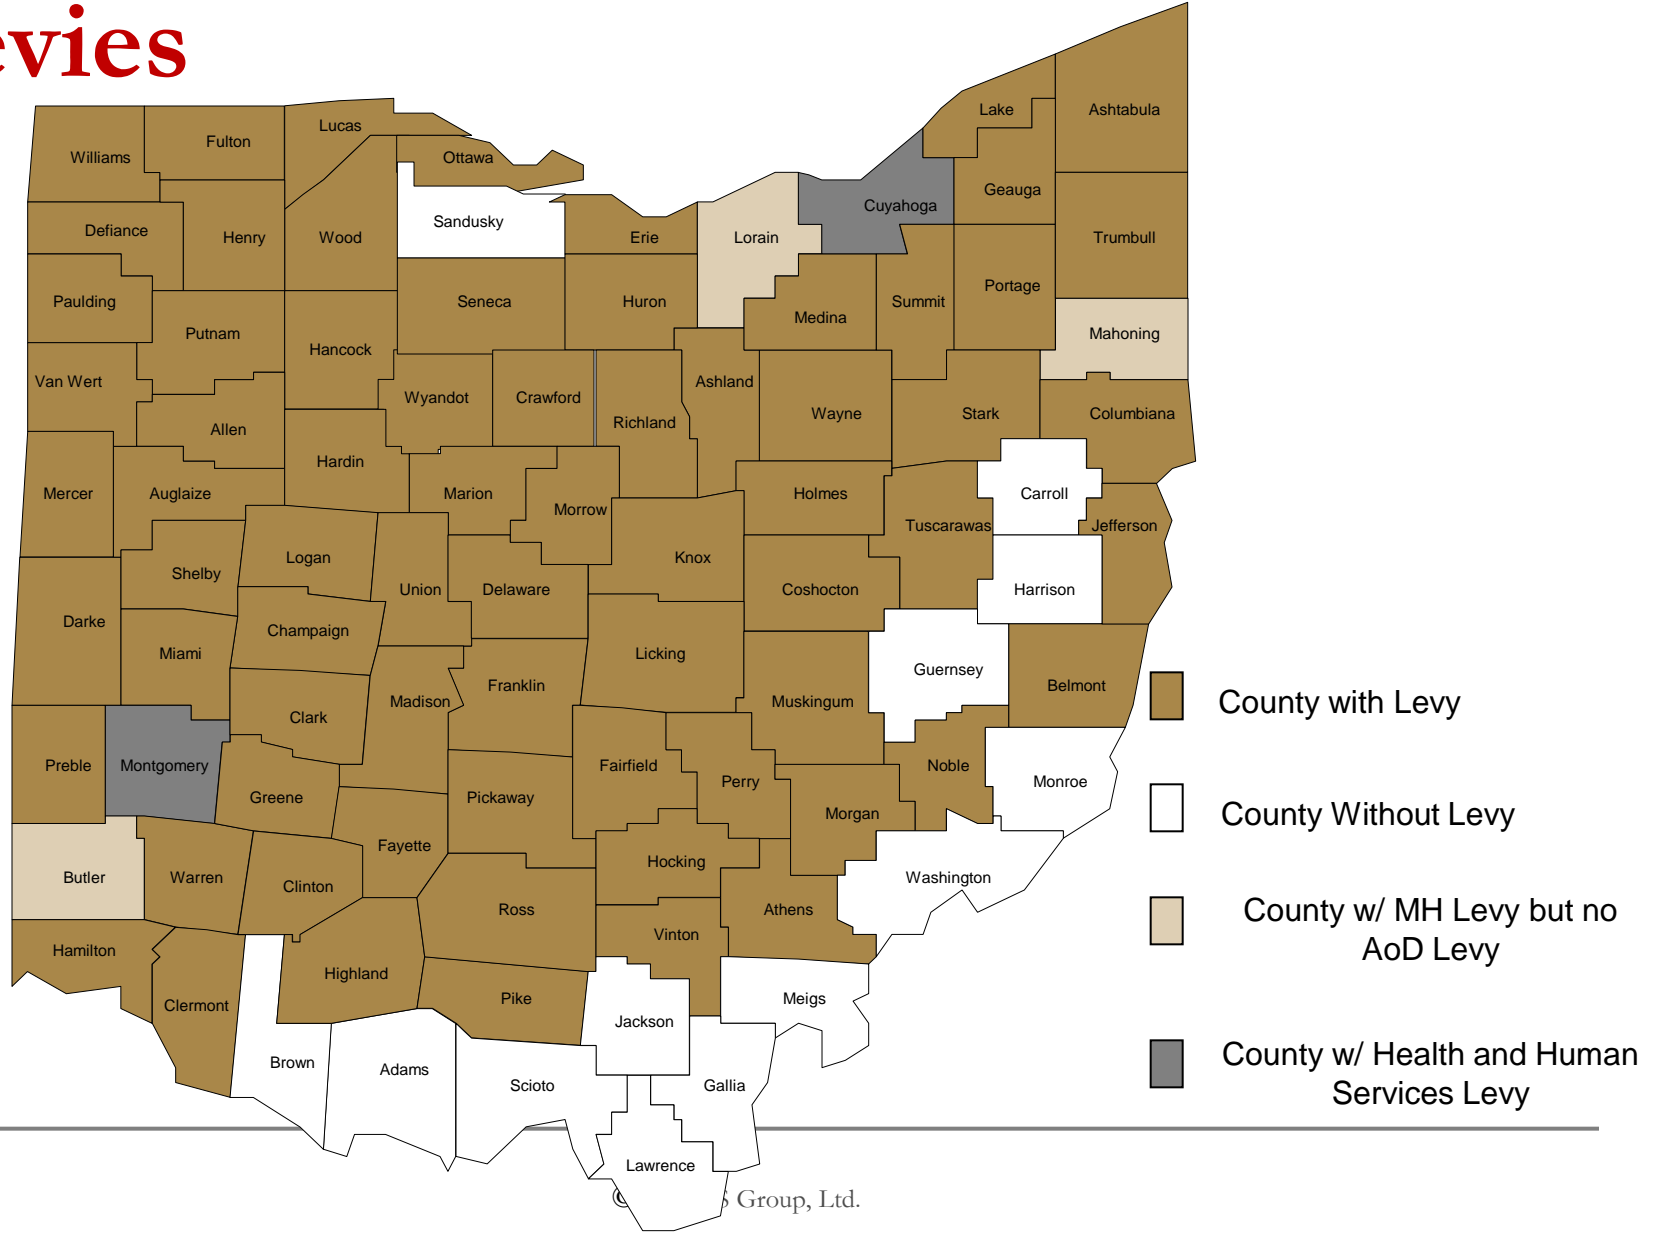 evies
Lake
Ashtabula
Lucas
Fulton
Williams
Ottawa
Geauga
Cuyahoga
Sandusky
Defiance
Henry
Wood
Erie
Lorain
Trumbull
Portage
Paulding
Seneca
Huron
Summit
Medina
Putnam
Mahoning
Hancock
Van Wert
Ashland
Wyandot
Crawford
Wayne
Stark
Columbiana
Richland
Allen
Hardin
Mercer
Auglaize
Marion
Holmes
Carroll
Morrow
Tuscarawas
Jefferson
Logan
Knox
Shelby
Union
Delaware
Coshocton
Harrison
Darke
Champaign
Miami
Licking
Guernsey
Franklin
Belmont
Madison
Muskingum
County with Levy
Clark
Preble
Montgomery
Fairfield
Noble
Perry
Monroe
Greene
Pickaway
Morgan
County Without Levy
Fayette
Hocking
Butler
Warren
Washington
Clinton
Ross
Athens
County w/ MH Levy but no
AoD Levy
Vinton
Hamilton
Highland
Pike
Meigs
Clermont
Jackson
Brown
Adams
Scioto
Gallia
County w/ Health and Human
Services Levy
Lawrence
Group, Ltd.